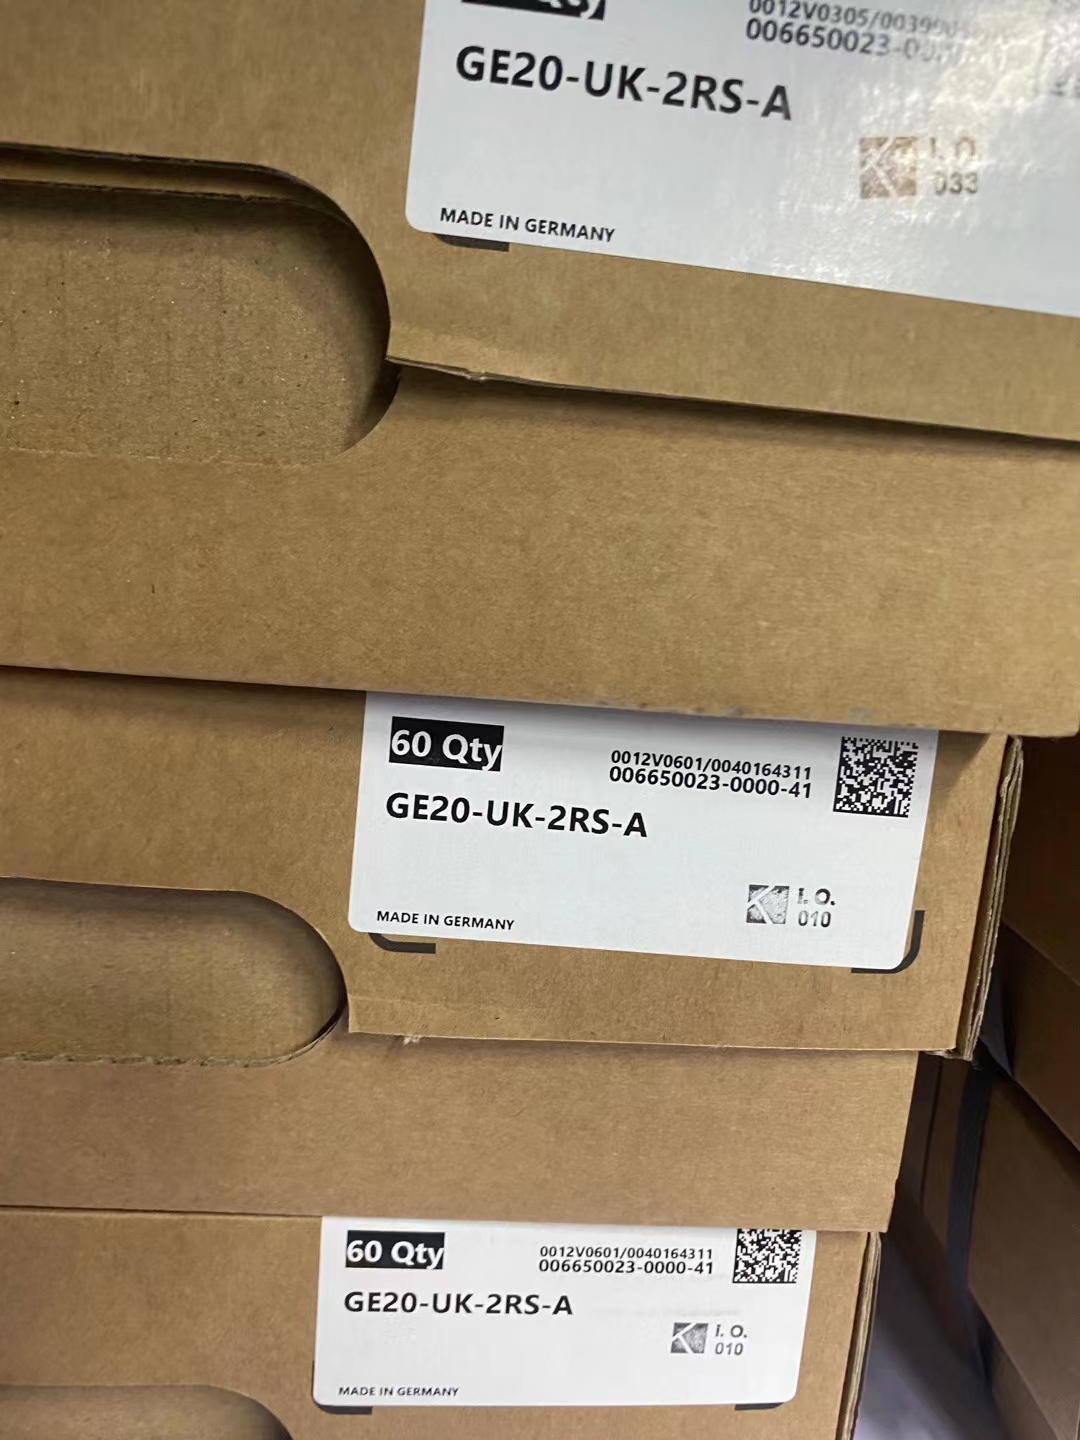 GE20-UK-2RS-A
I. O.
033
MADE IN GERMANY
60 Qty
0012V0601/0040164311
006650023-0000-41
GE20-UK-2RS-A
I. O.
010
MADE IN GERMANY
60 Qty
0012V0601/0040164311
006650023-0000-41
GE20-UK-2RS-A
I. O.
010
MADE IN GERMANY